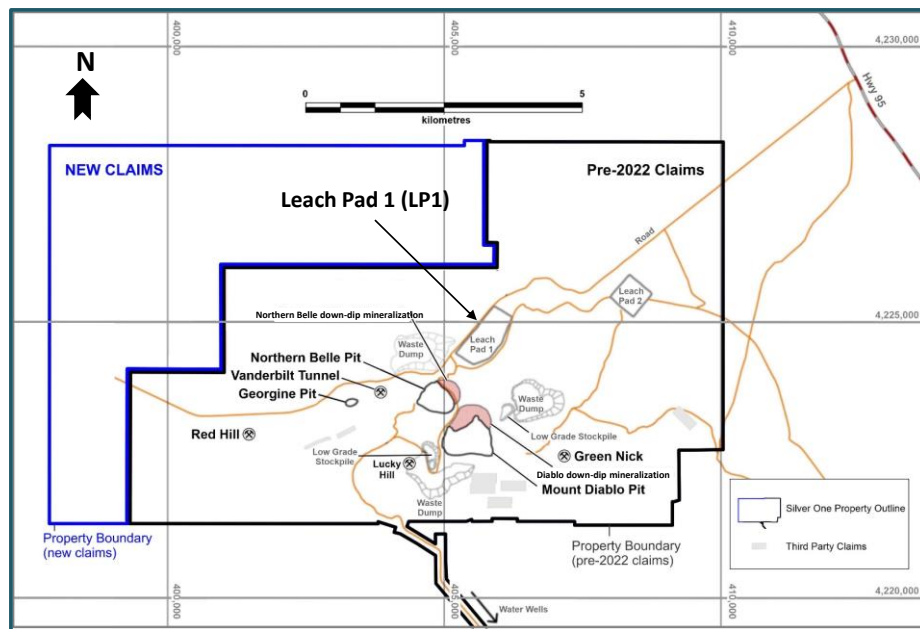 400,000
405,000
410,000
4,230,000
N
Hwy 95
0
5
kilometres
NEW CLAIMS
Pre-2022 Claims
Leach Pad 1 (LP1)
Road
Leach
Pad 2
Northern Belle down-dip mineralization
4,225,000
Waste
Dump
Leach
Pad 1
Northern Belle Pit
Vanderbilt Tunnel
Georgine Pit
Waste
Dump
Low Grade Stockpile
Red Hill
Low Grade
Stockpile
Lucky
Hill
Green Nick
Diablo down-dip mineralization
Mount Diablo Pit
Waste
Dump
Silver One Property Outline
Third Party Claims
Property Boundary
(new claims)
Property Boundary
(pre-2022 claims)
400,000
405,000
410,000
4,220,000
Water Wells